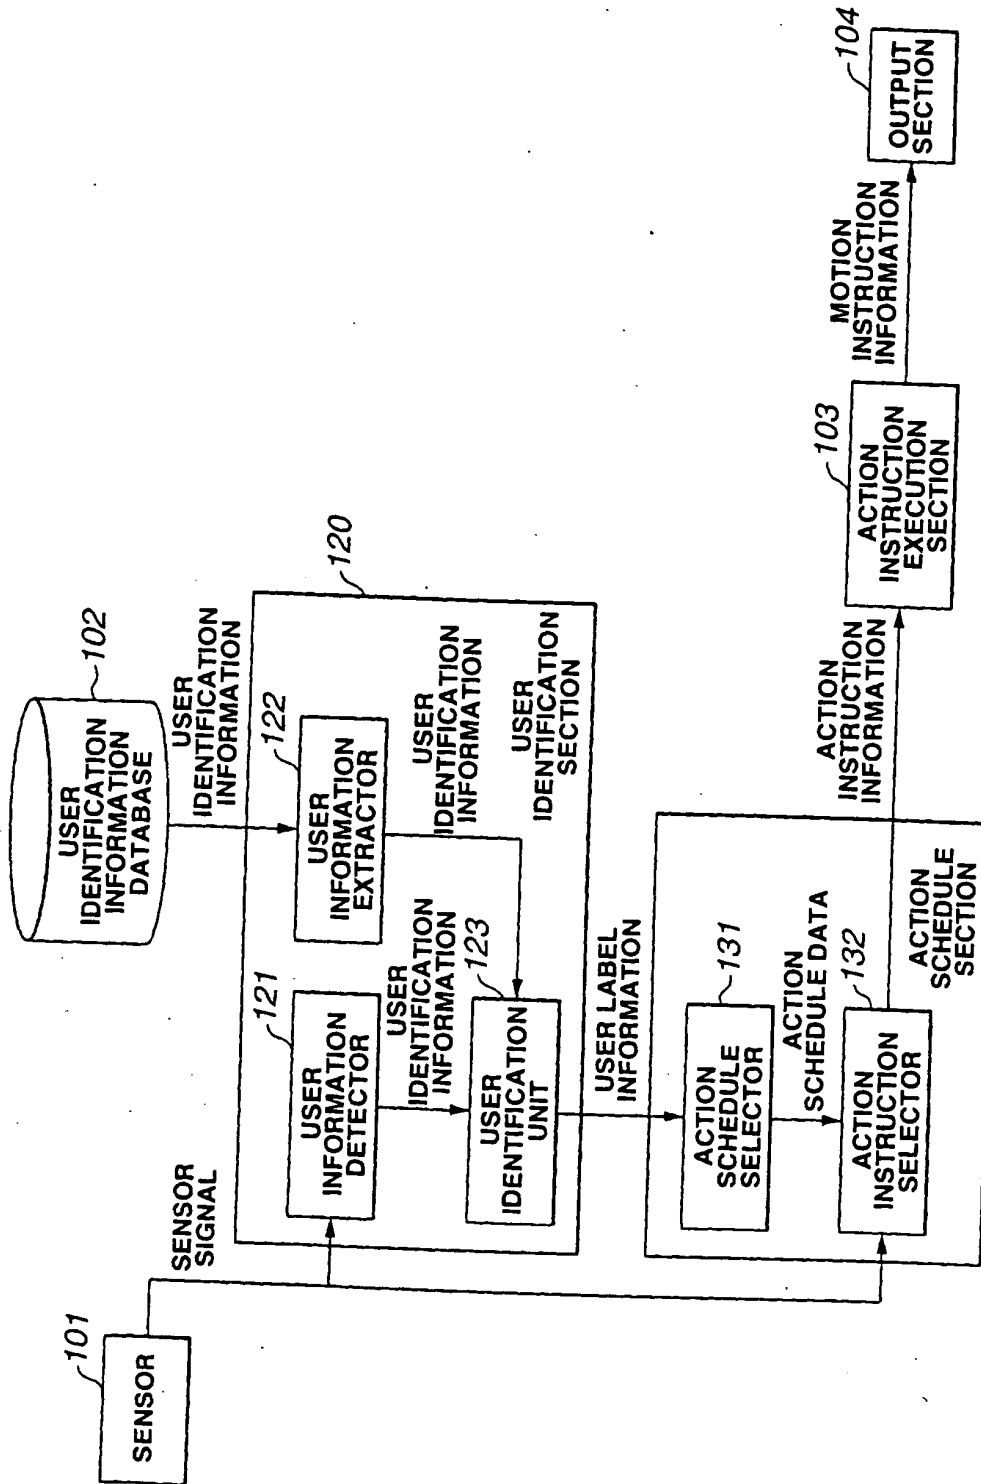 101
SENSOR
SENSOR
SIGNAL
102
USER
IDENTIFICATION
INFORMATION
DATABASE
USER
IDENTIFICATION
INFORMATION
120
121
USER
INFORMATION
DETECTOR
122
USER
INFORMATION
EXTRACTOR
USER
IDENTIFICATION
INFORMATION
USER
IDENTIFICATION
INFORMATION
123
USER
IDENTIFICATION
UNIT
USER
IDENTIFICATION
SECTION
USER LABEL
INFORMATION
131
ACTION
SCHEDULE
SELECTOR
ACTION
SCHEDULE DATA
132
ACTION
INSTRUCTION
SELECTOR
ACTION
SCHEDULE
SECTION
ACTION
INSTRUCTION
INFORMATION
103
ACTION
INSTRUCTION
EXECUTION
SECTION
MOTION
INSTRUCTION
INFORMATION
104
OUTPUT
SECTION